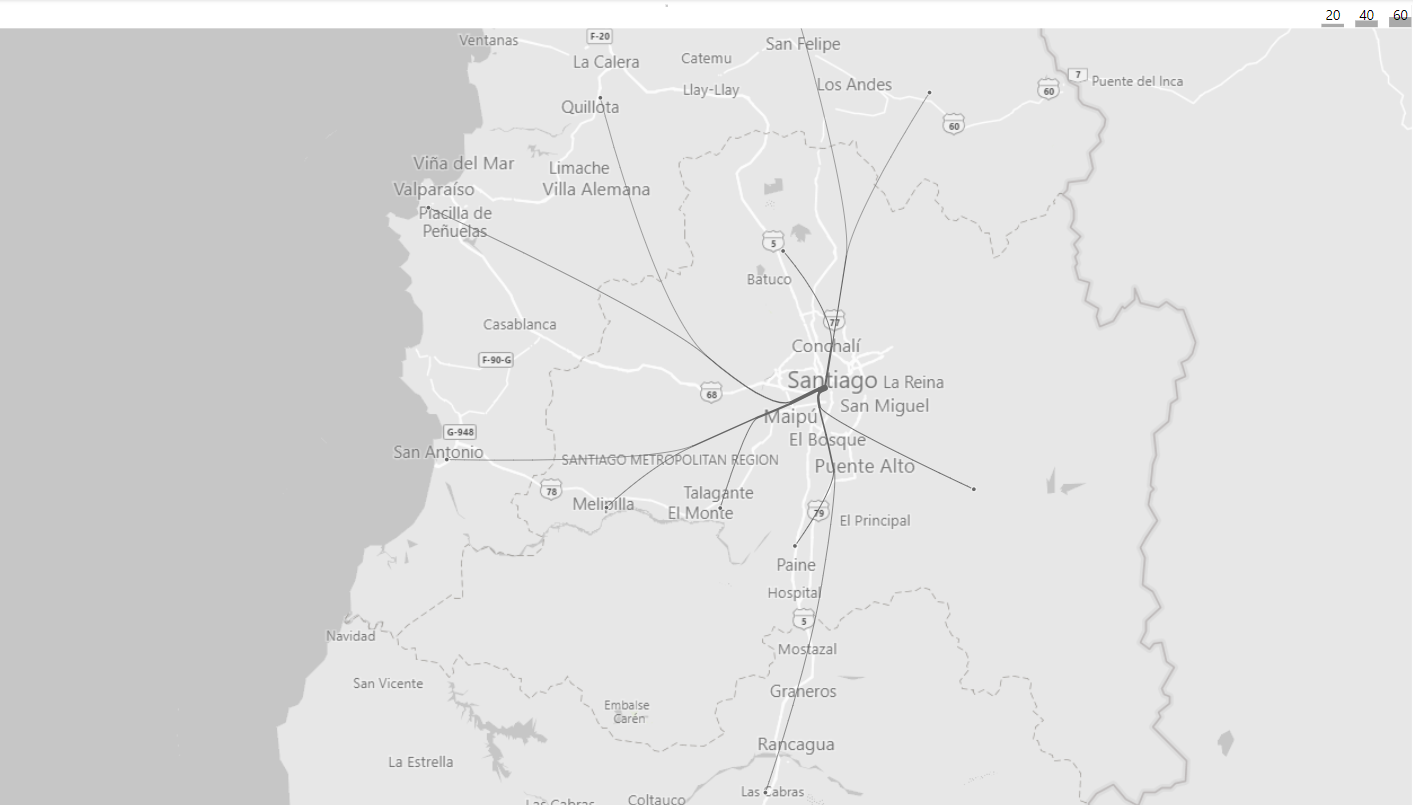 20 40 60
Ventanas
F-20
San Felipe
La Calera
Catemu
7
Puente del Inca
Los Andes
60
Llay-Llay
Quillota
60
Viña del Mar
Limache
Valparaíso
Villa Alemana
Placilla de
Peñuelas
5
Batuco
Casablanca
77
Conchalí
F-90-G
Santiago
La Reina
68
San Miguel
Maipú
G-948
El Bosque
San Antonio
SANTIAGO METROPOLITAN REGION
Puente Alto
78
Talagante
Melipilla
El Monte
79
El Principal
Paine
Hospital
5
Navidad
Mostazal
San Vicente
Graneros
Embalse
Carén
Rancagua
La Estrella
Las Cabras
Las Cabras
Coltauco